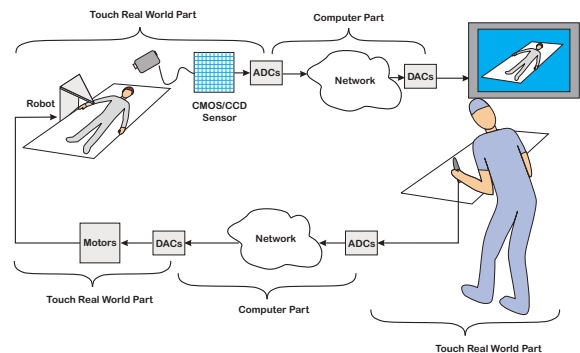 Touch Real World Part
Computer Part
ADCs
Network
DACs
Robot
CMOS/CCD
Sensor
Motors
DACs
Network
ADCs
Touch Real World Part
Computer Part
Touch Real World Part